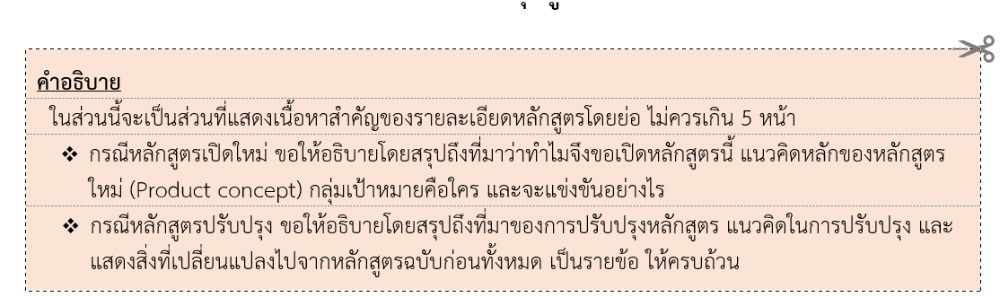 คำอธิบาย
ในส่วนนี้จะเป็นส่วนที่แสดงเนื้อหาสำคัญของรายละเอียดหลักสูตรโดยย่อ ไม่ควรเกิน 5 หน้า
❖ กรณีหลักสูตรเปิดใหม่ ขอให้อธิบายโดยสรุปถึงที่มาว่าทำไมจึงขอเปิดหลักสูตรนี้ แนวคิดหลักของหลักสูตร
ใหม่ (Product concept) กลุ่มเป้าหมายคือใคร และจะแข่งขันอย่างไร
❖ กรณีหลักสูตรปรับปรุง ขอให้อธิบายโดยสรุปถึงที่มาของการปรับปรุงหลักสูตร แนวคิดในการปรับปรุง และ
แสดงสิ่งที่เปลี่ยนแปลงไปจากหลักสูตรฉบับก่อนทั้งหมด เป็นรายข้อ ให้ครบถ้วน